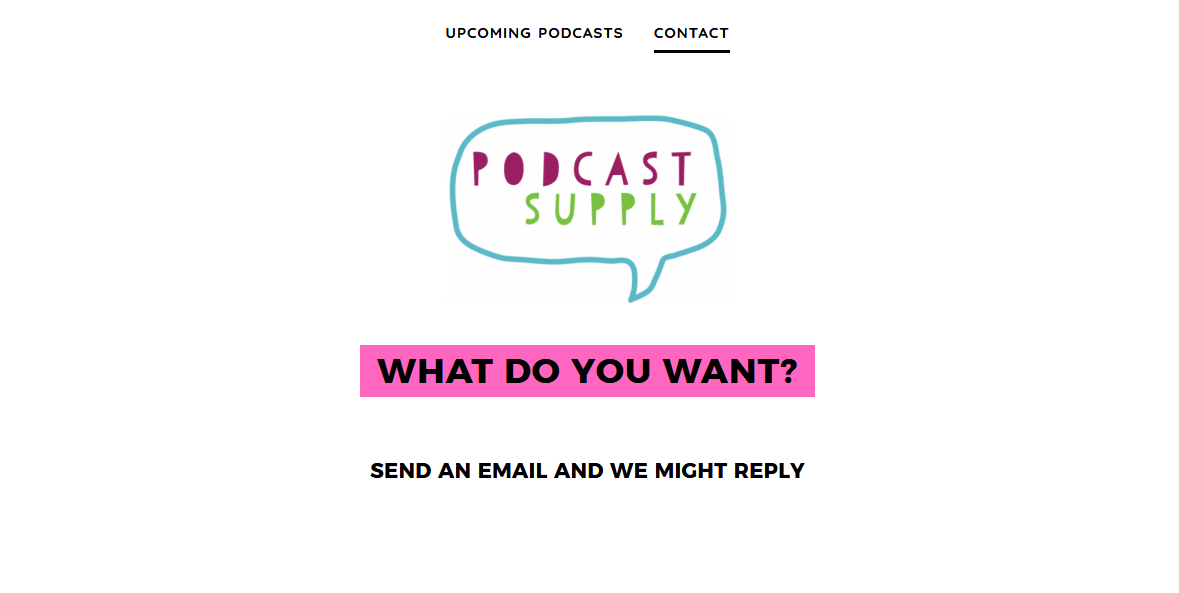 UPCOMING PODCASTS CONTACT
PODCAST
SUPPLY
WHAT DO YOU WANT?
SEND AN EMAIL AND WE MIGHT REPLY